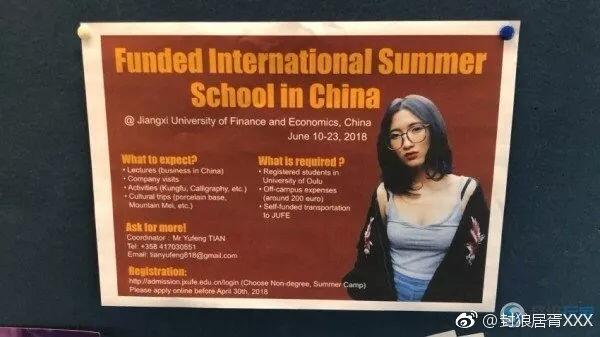 Funded International Summer
School in China
@ Jiangxi University of Finance and Economics, China
June 10-23, 2018
What to expect?
• Lectures (business in China)
• Company visits
• Activities (Kungfu, Calligraphy, etc.)
• Cultural trips (porcelain base,
Mountain Mei, etc.)
What is required ?
• Registered students in
University of Oulu
• Off-campus expenses
(around 200 euro)
• Self-funded transportation
to JUFE
Ask for more!
Coordinator : Mr Yufeng TIAN
Tel: +358 417030551
Email: tianyufeng818@gmail.com
Registration:
http://admission.jxufe.edu.cn/login (Choose Non-degree, Summer Camp)
Please apply online before April 30th, 2018
@封狼居胥XXX